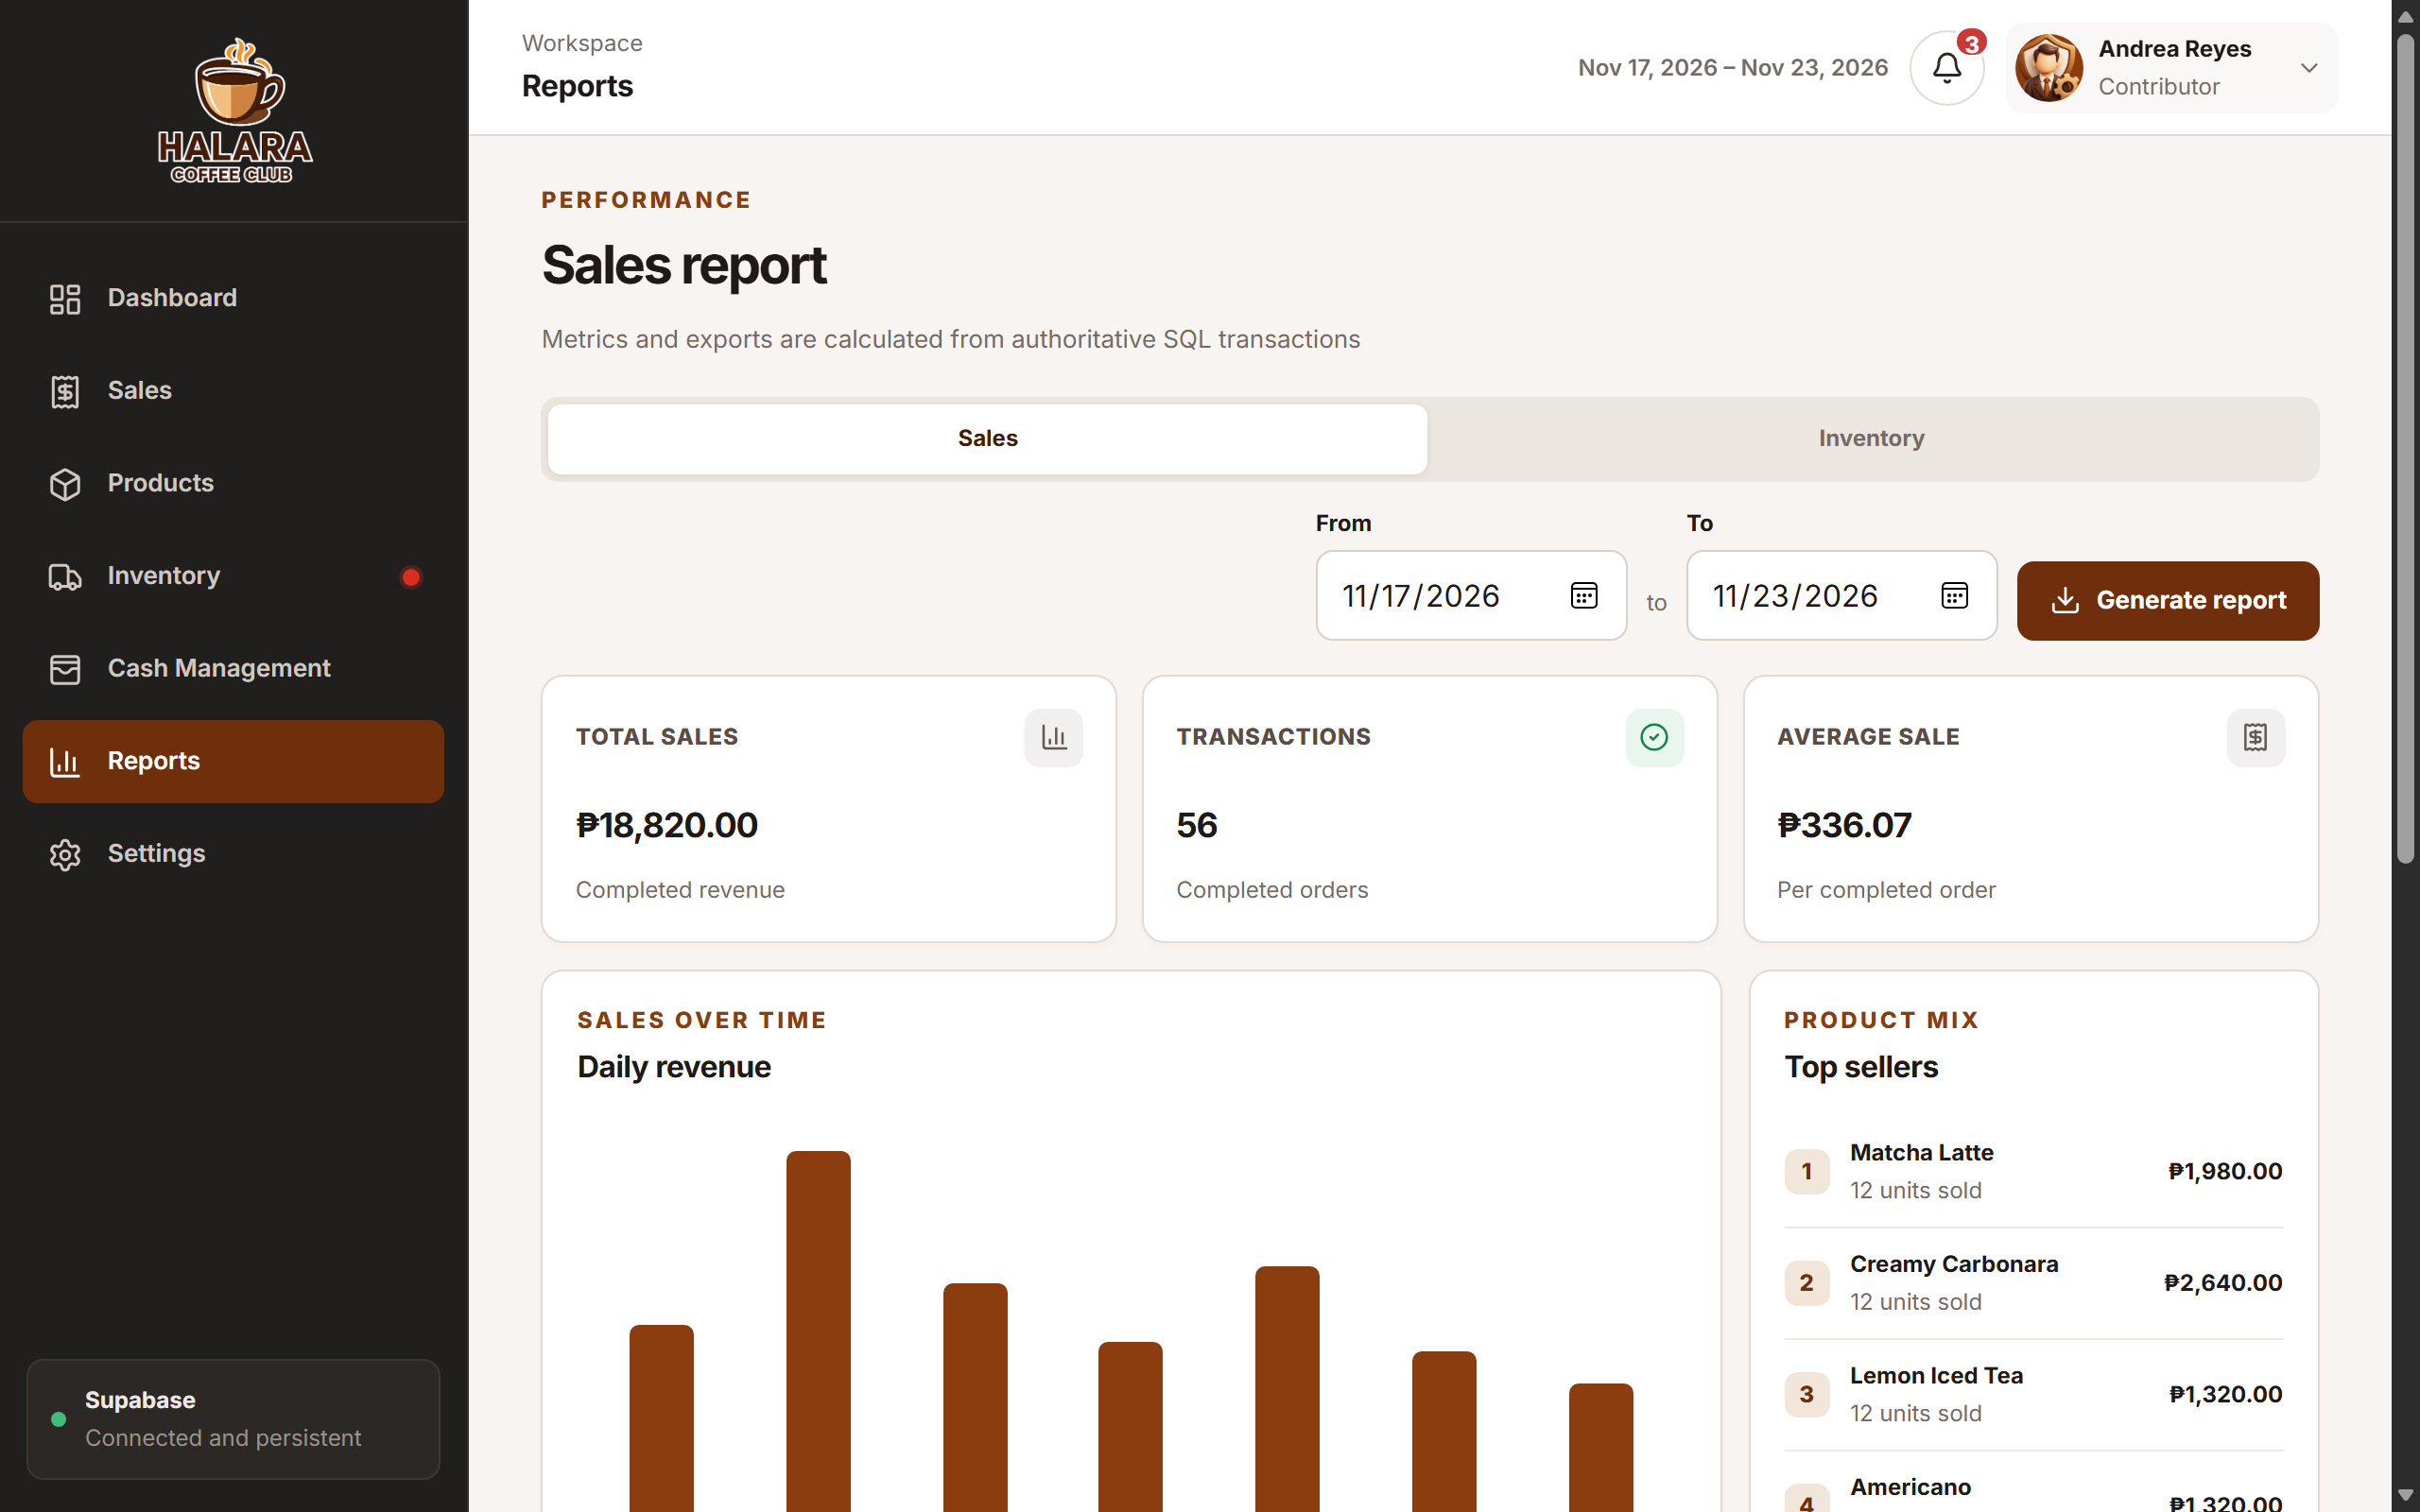 HALARA
COFFEE CLUB
Dashboard
Sales
Products
Inventory
Cash Management
Reports
Settings
Supabase
Connected and persistent
Workspace
Reports
Nov 17, 2026 – Nov 23, 2026
3
Andrea Reyes
Contributor
PERFORMANCE
Sales report
Metrics and exports are calculated from authoritative SQL transactions
Sales
Inventory
From
11/17/2026
to
To
11/23/2026
Generate report
TOTAL SALES
₱18,820.00
Completed revenue
TRANSACTIONS
56
Completed orders
AVERAGE SALE
₱336.07
Per completed order
SALES OVER TIME
Daily revenue
PRODUCT MIX
Top sellers
1
Matcha Latte
12 units sold
₱1,980.00
2
Creamy Carbonara
12 units sold
₱2,640.00
3
Lemon Iced Tea
12 units sold
₱1,320.00
4
Americano
₱1,320.00